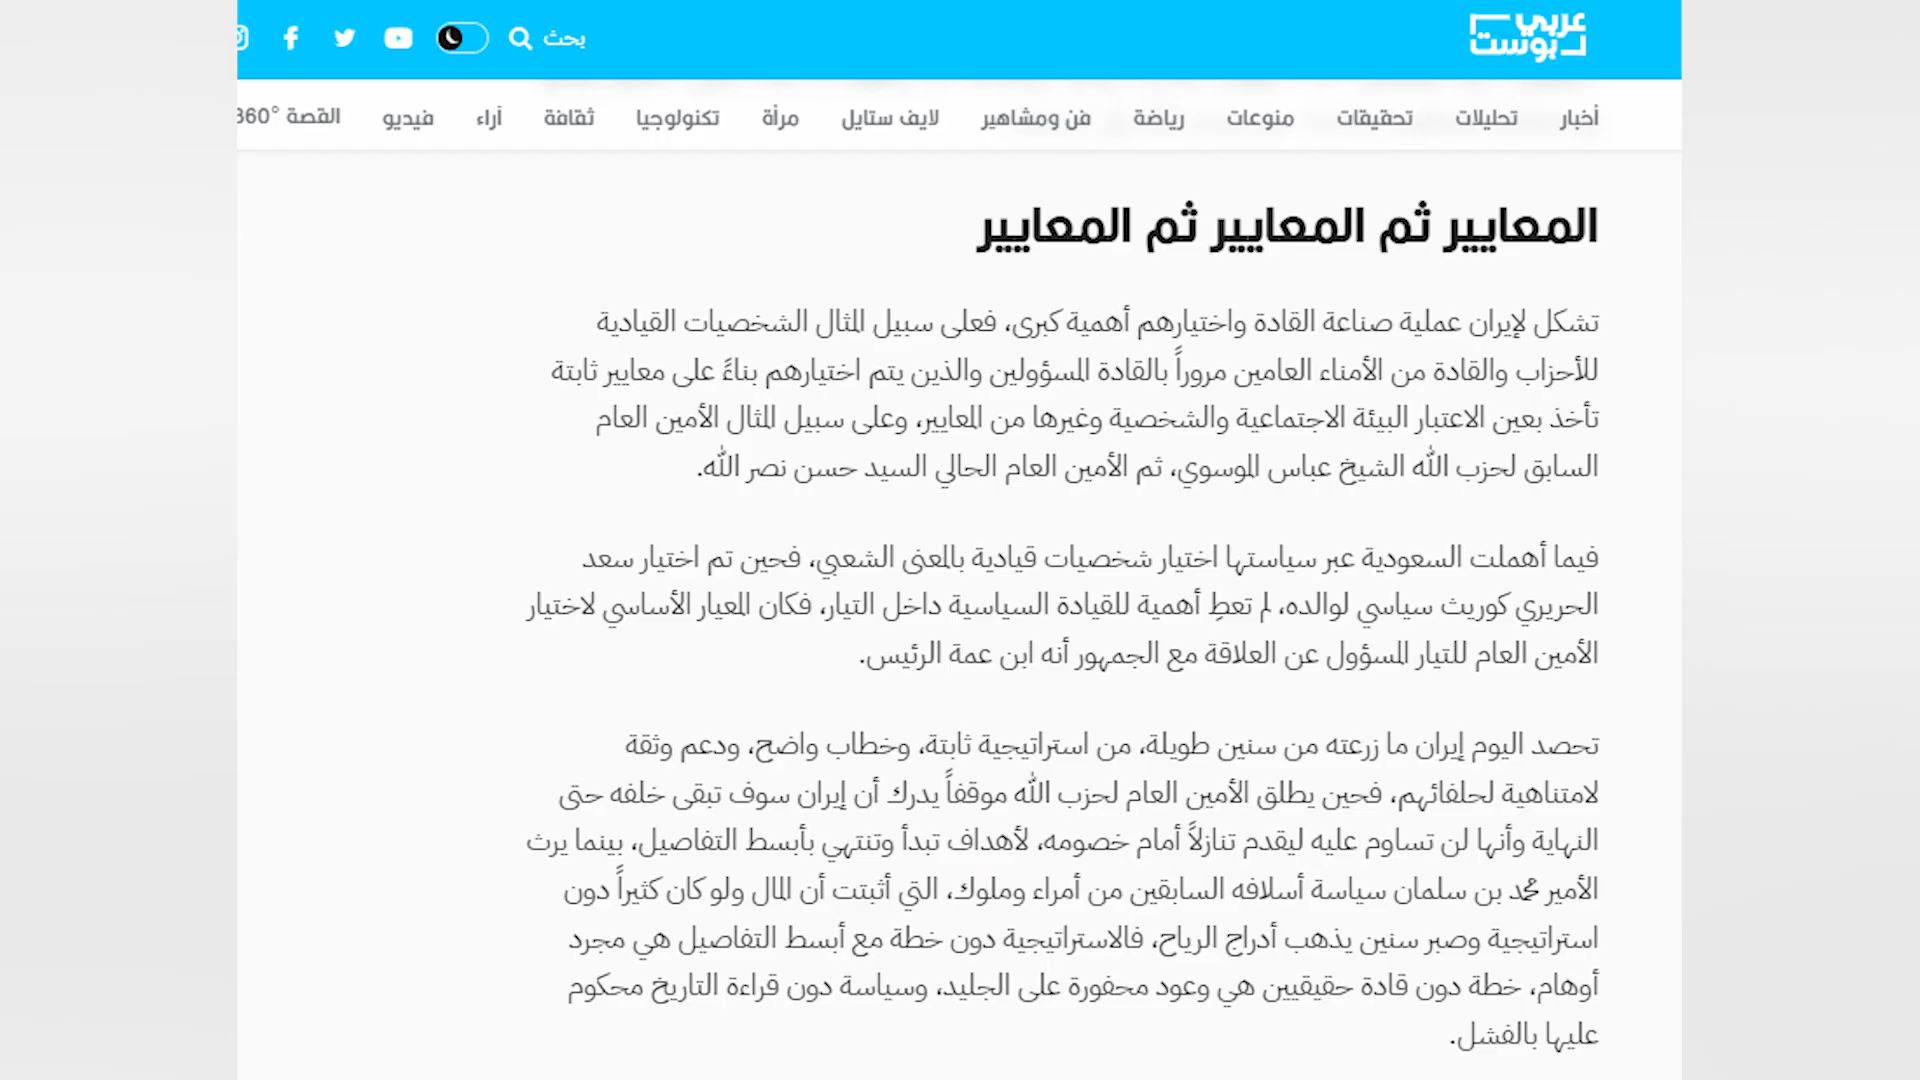 عربي
بوست
بحث
أخبار تحليلات تحقيقات منوعات رياضة فن ومشاهير لايف ستايل مرأة تكنولوجيا ثقافة آراء فيديو القصة 360°
المعايير ثم المعايير ثم المعايير
تشكل لإيران عملية صناعة القادة واختيارهم أهمية كبرى، فعلى سبيل المثال الشخصيات القيادية
للأحزاب والقادة من الأمناء العامين مروراً بالقادة المسؤولين والذين يتم اختيارهم بناءً على معايير ثابتة
تأخذ بعين الاعتبار البيئة الاجتماعية والشخصية وغيرها من المعايير، وعلى سبيل المثال الأمين العام
السابق لحزب الله الشيخ عباس الموسوي، ثم الأمين العام الحالي السيد حسن نصر الله.
فيما أهملت السعودية عبر سياستها اختيار شخصيات قيادية بالمعنى الشعبي، فحين تم اختيار سعد
الحريري كوريث سياسي لوالده، لم تعطِ أهمية للقيادة السياسية داخل التيار، فكان المعيار الأساسي لاختيار
الأمين العام للتيار المسؤول عن العلاقة مع الجمهور أنه ابن عمة الرئيس.
تحصد اليوم إيران ما زرعته من سنين طويلة، من استراتيجية ثابتة، وخطاب واضح، ودعم وثقة
لامتناهية لحلفائهم، فحين يطلق الأمين العام لحزب الله موقفاً يدرك أن إيران سوف تبقى خلفه حتى
النهاية وأنها لن تساوم عليه ليقدم تنازلاً أمام خصومه، لأهداف تبدأ وتنتهي بأبسط التفاصيل، بينما يرث
الأمير محمد بن سلمان سياسة أسلافه السابقين من أمراء وملوك، التي أثبتت أن المال ولو كان كثيراً دون
استراتيجية وصبر سنين يذهب أدراج الرياح، فالاستراتيجية دون خطة مع أبسط التفاصيل هي مجرد
أوهام، خطة دون قادة حقيقيين هي وعود محفورة على الجليد، وسياسة دون قراءة التاريخ محكوم
عليها بالفشل.